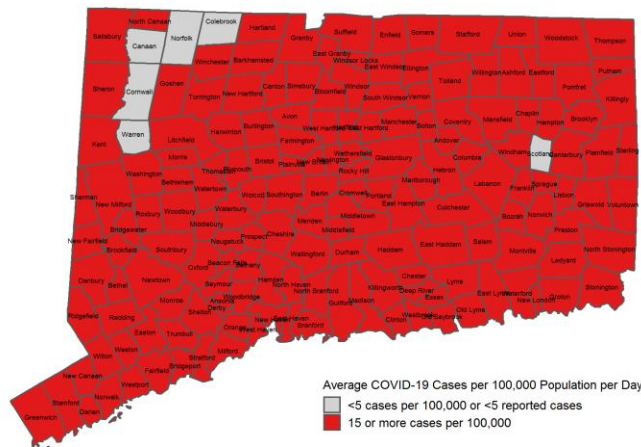 North Canaan
Colebrook
Salisbury
Canaan
Norfolk
Hartland
Granby
Suffield
Enfield
Somers
Stafford
Union
Woodstock
Thompson
East Granby
Windsor Locks
Winchester
Barkhamsted
East Windsor
Ellington
Putnam
Sharon
Cornwall
Goshen
Torrington
New Hartford
Canton
Simsbury
Bloomfield
Windsor
South Windsor
Vernon
Tolland
Willington
Ashford
Eastford
Pomfret
Killingly
Warren
Litchfield
Harwinton
Burlington
Avon
West Hartford
East Hartford
Manchester
Bolton
Coventry
Mansfield
Chaplin
Hampton
Brooklyn
Kent
Morris
Farmington
Wethersfield
Glastonbury
Andover
Columbia
Windham
Scotland
Canterbury
Plainfield
Sterling
Washington
Bethlehem
Thomaston
Plymouth
Bristol
Plainville
New Britain
Newington
Rocky Hill
Hebron
Lebanon
Franklin
Sprague
Lisbon
Griswold
Voluntown
Sherman
New Milford
Roxbury
Woodbury
Watertown
Wolcott
Southington
Berlin
Cromwell
Portland
Marlborough
East Hampton
Colchester
Bozrah
Norwich
Preston
Bridgewater
Middlebury
Waterbury
Cheshire
Meriden
Middletown
Middlefield
New Fairfield
Brookfield
Southbury
Naugatuck
Prospect
Wallingford
Durham
Haddam
East Haddam
Salem
Montville
Ledyard
North Stonington
Danbury
Bethel
Newtown
Oxford
Beacon Falls
Bethany
Seymour
Hamden
North Haven
North Branford
Guilford
Madison
Killingworth
Chester
Deep River
Essex
Lyme
East Lyme
Waterford
New London
Groton
Stonington
Ridgefield
Redding
Monroe
Shelton
Ansonia
Derby
Woodbridge
Orange
West Haven
New Haven
East Haven
Branford
Clinton
Westbrook
Old Saybrook
Old Lyme
Wilton
Weston
Easton
Trumbull
Stratford
Milford
New Canaan
Westport
Fairfield
Bridgeport
Greenwich
Stamford
Darien
Norwalk
Average COVID-19 Cases per 100,000 Population per Day
<5 cases per 100,000 or <5 reported cases
15 or more cases per 100,000